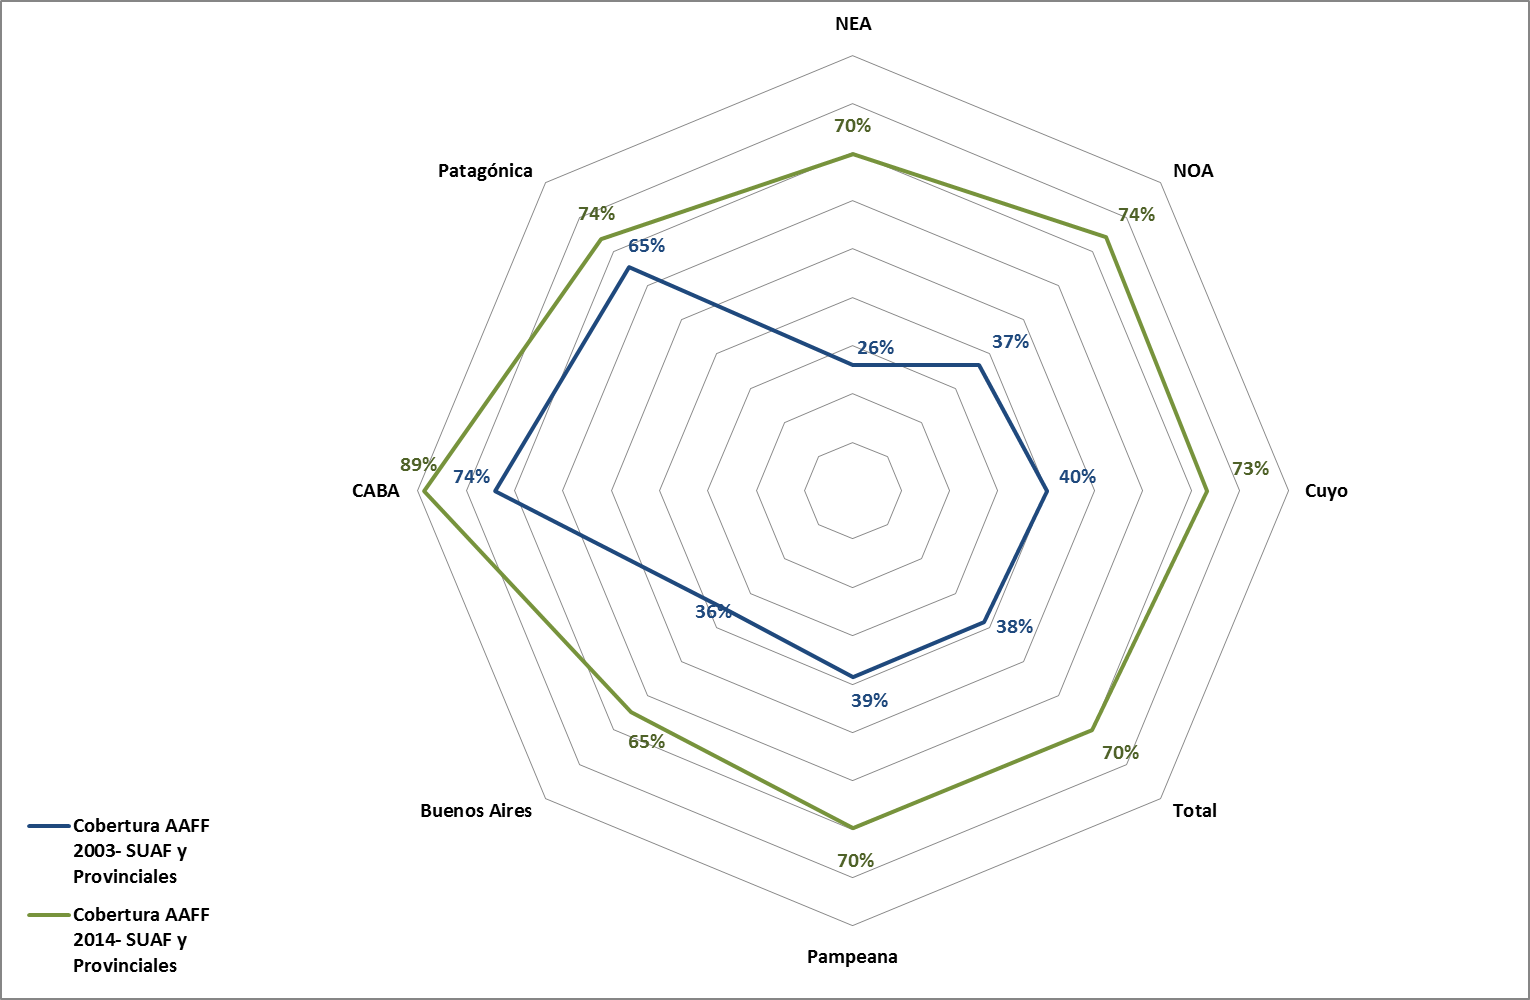 NEA
70%
Patagónica
NOA
74%
74%
65%
26%
37%
89%
74%
40%
73%
CABA
Cuyo
36%
38%
39%
65%
70%
Buenos Aires
Total
70%
Pampeana
Cobertura AAFF
2003- SUAF y
Provinciales
Cobertura AAFF
2014- SUAF y
Provinciales